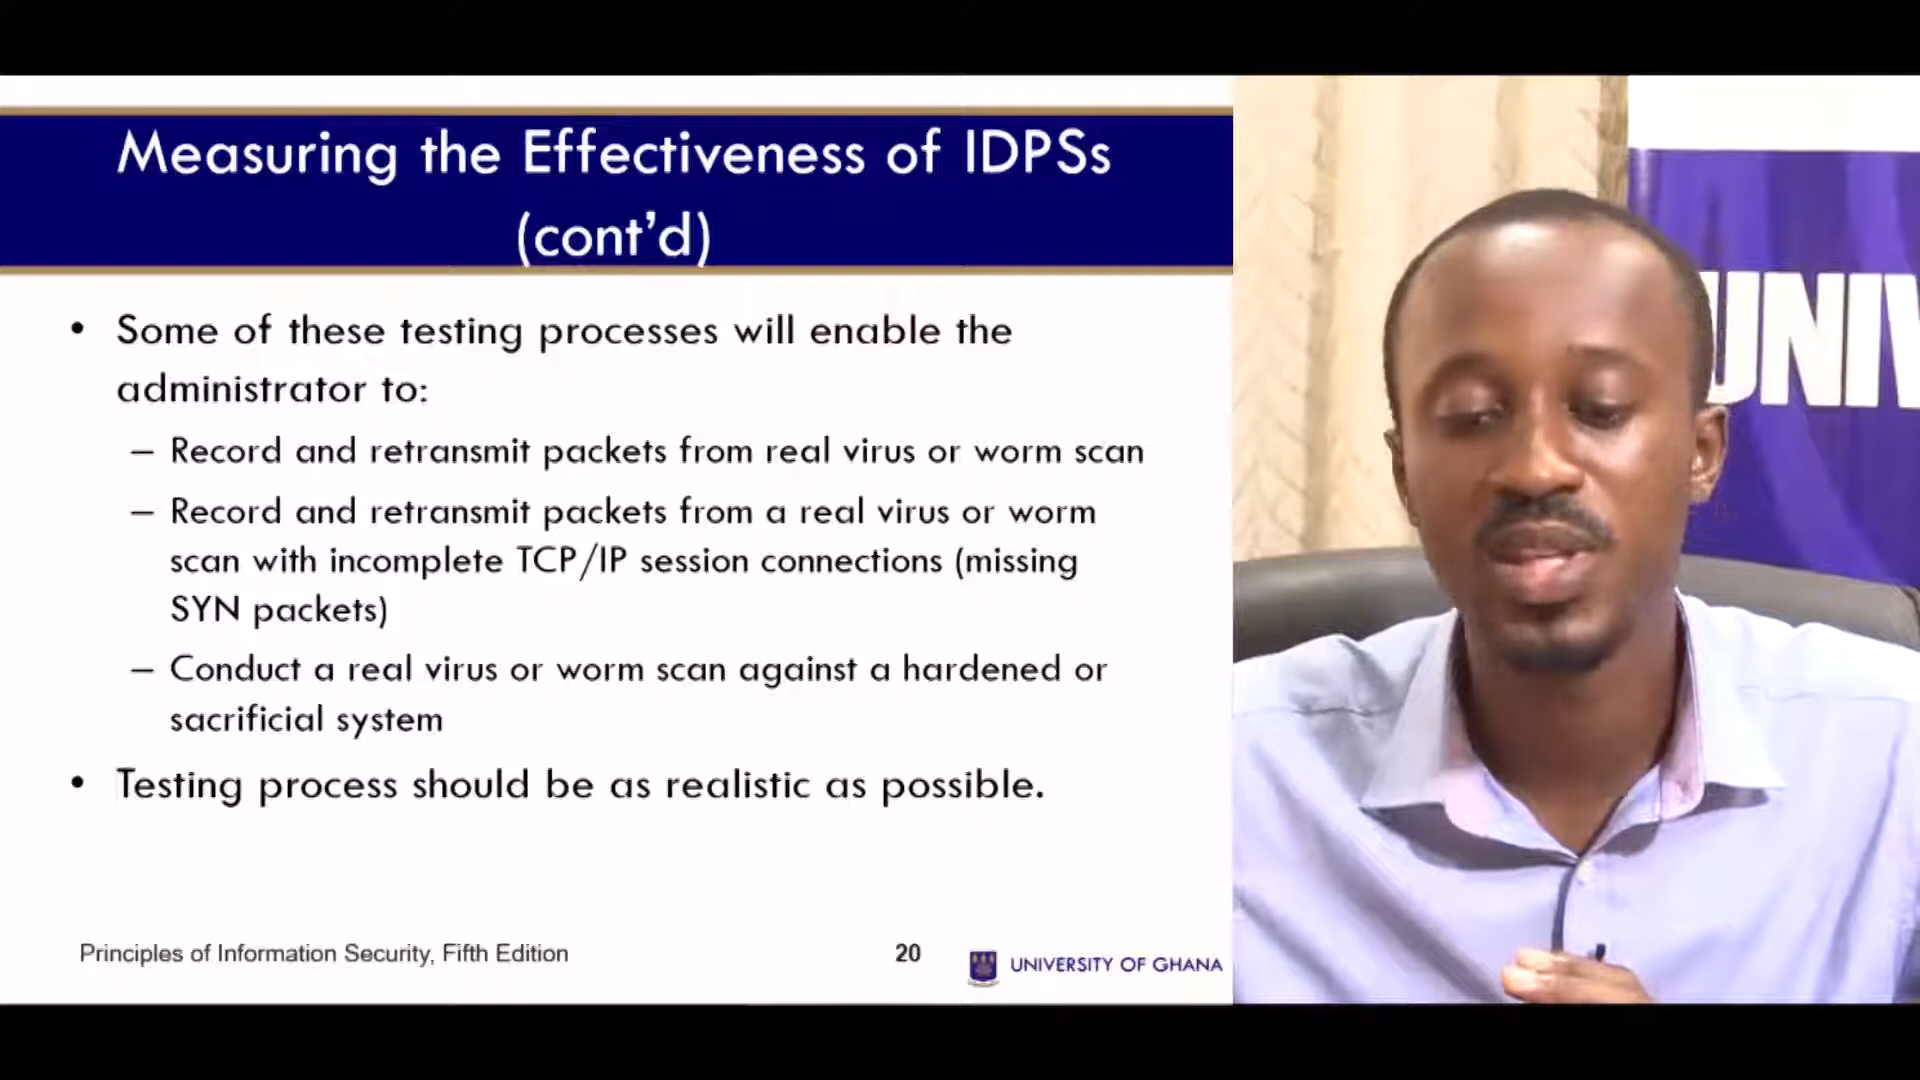 Measuring the Effectiveness of IDPSs
(cont’d)
• Some of these testing processes will enable the
administrator to:
– Record and retransmit packets from real virus or worm scan
– Record and retransmit packets from a real virus or worm
scan with incomplete TCP/IP session connections (missing
SYN packets)
– Conduct a real virus or worm scan against a hardened or
sacrificial system
• Testing process should be as realistic as possible.
Principles of Information Security, Fifth Edition
20
UNIVERSITY OF GHANA